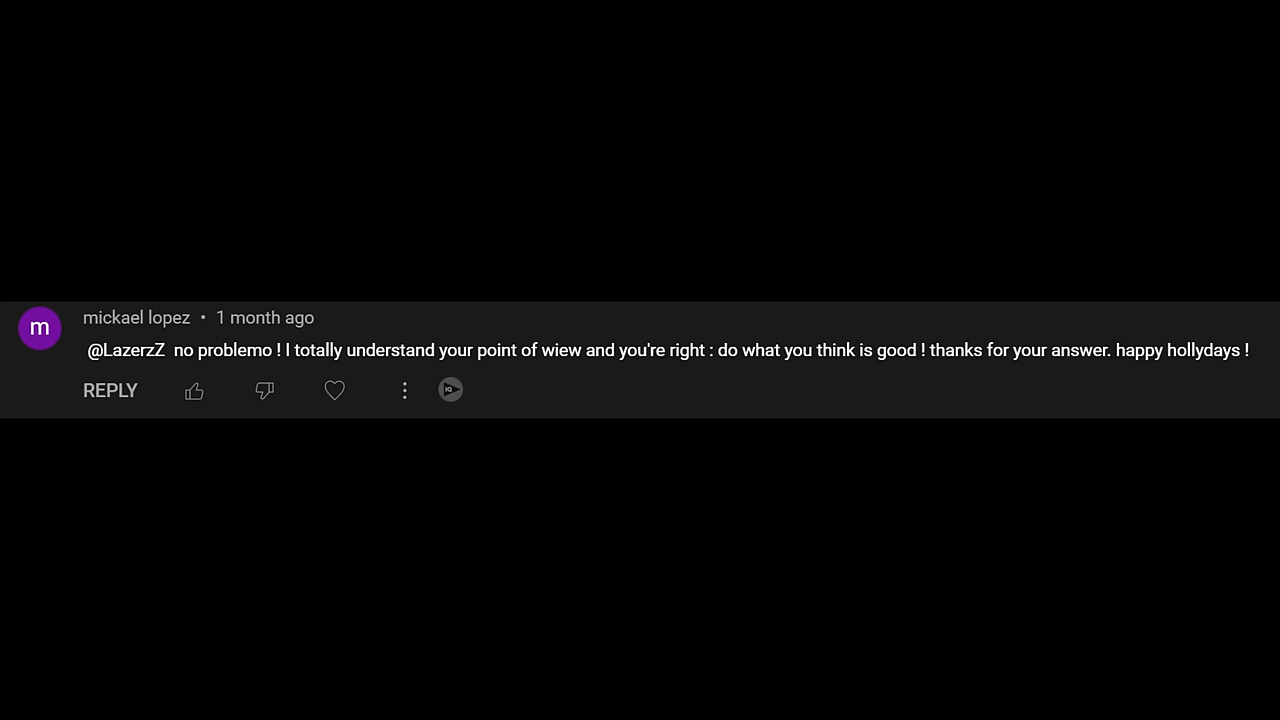 m
mickael lopez • 1 month ago
@LazerzZ no problemo ! I totally understand your point of wiew and you're right : do what you think is good ! thanks for your answer. happy hollydays !
REPLY
IQ